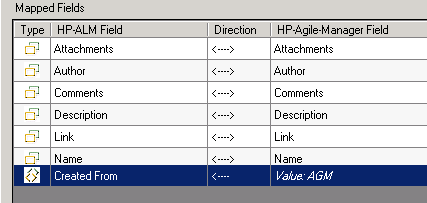 Mapped Fields
Type HP-ALM Field Direction HP-Agile-Manager Field
Attachments <----> Attachments
Author <----> Author
Comments <----> Comments
Description <----> Description
Link <----> Link
Name <----> Name
Created From <---- Value: AGM